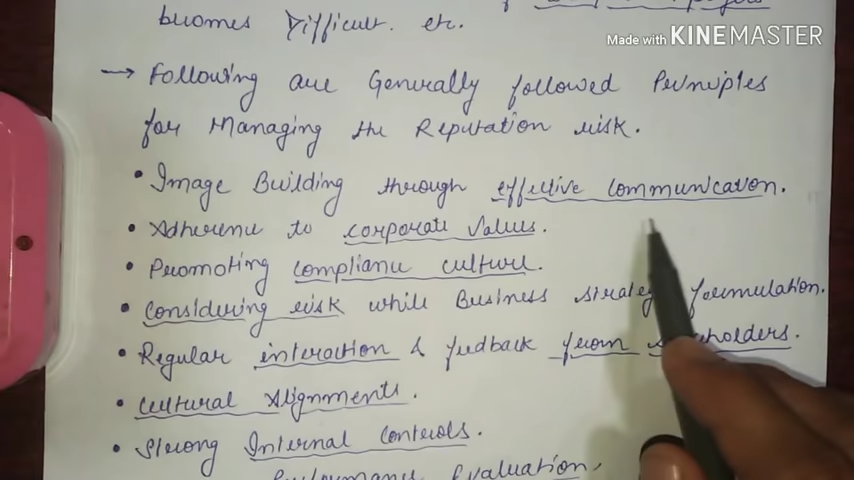 becomes Difficult. etc.
Made with KINEMASTER
→ Following are Generally followed Principles
for Managing the Reputation risk.
• Image Building through effective communication.
• Adherence to corporate values.
• Promoting compliance culture.
• Considering risk while Business strategy formulation.
• Regular interaction & feedback from stakeholders.
• Cultural Alignments.
• Strong Internal Controls.
Performance Evaluation,